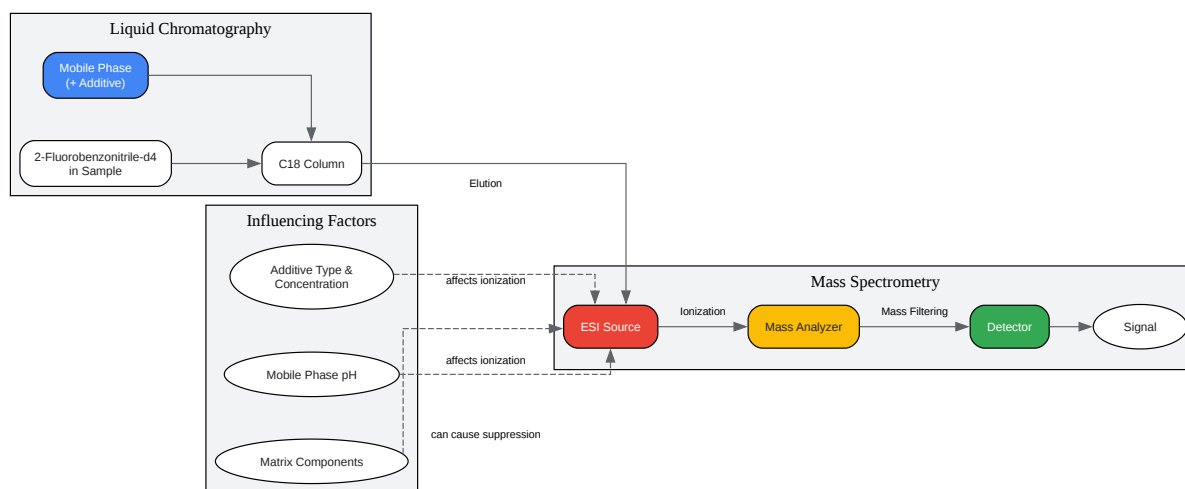 Liquid Chromatography
Mobile Phase
(+ Additive)
2-Fluorobenzonitrile-d4
in Sample
C18 Column
Elution
Influencing Factors
Additive Type &
Concentration
affects ionization
Mobile Phase pH
affects ionization
Matrix Components
can cause suppression
Mass Spectrometry
ESI Source
Ionization
Mass Analyzer
Mass Filtering
Detector
Signal